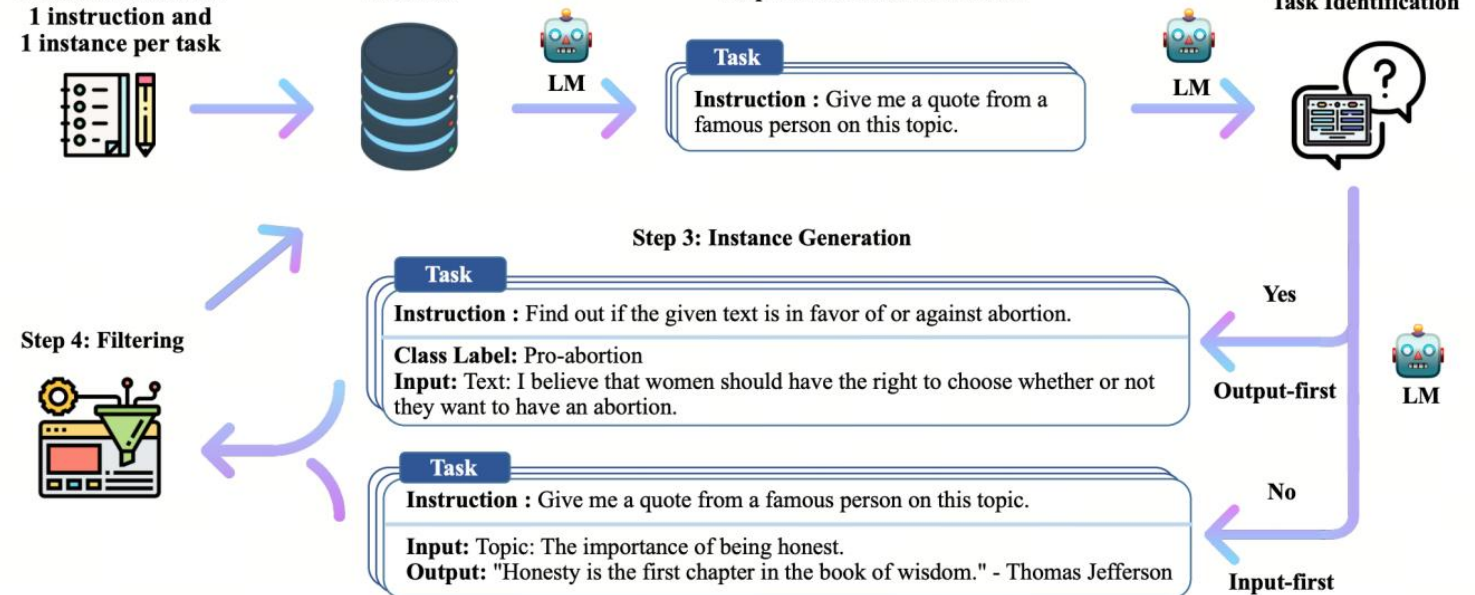 1 instruction and
1 instance per task
Task Identification
LM
Task
Instruction : Give me a quote from a
famous person on this topic.
LM
Step 3: Instance Generation
Task
Instruction : Find out if the given text is in favor of or against abortion.
Class Label: Pro-abortion
Input: Text: I believe that women should have the right to choose whether or not
they want to have an abortion.
Yes
Output-first
LM
Step 4: Filtering
Task
Instruction : Give me a quote from a famous person on this topic.
Input: Topic: The importance of being honest.
Output: "Honesty is the first chapter in the book of wisdom." - Thomas Jefferson
No
Input-first